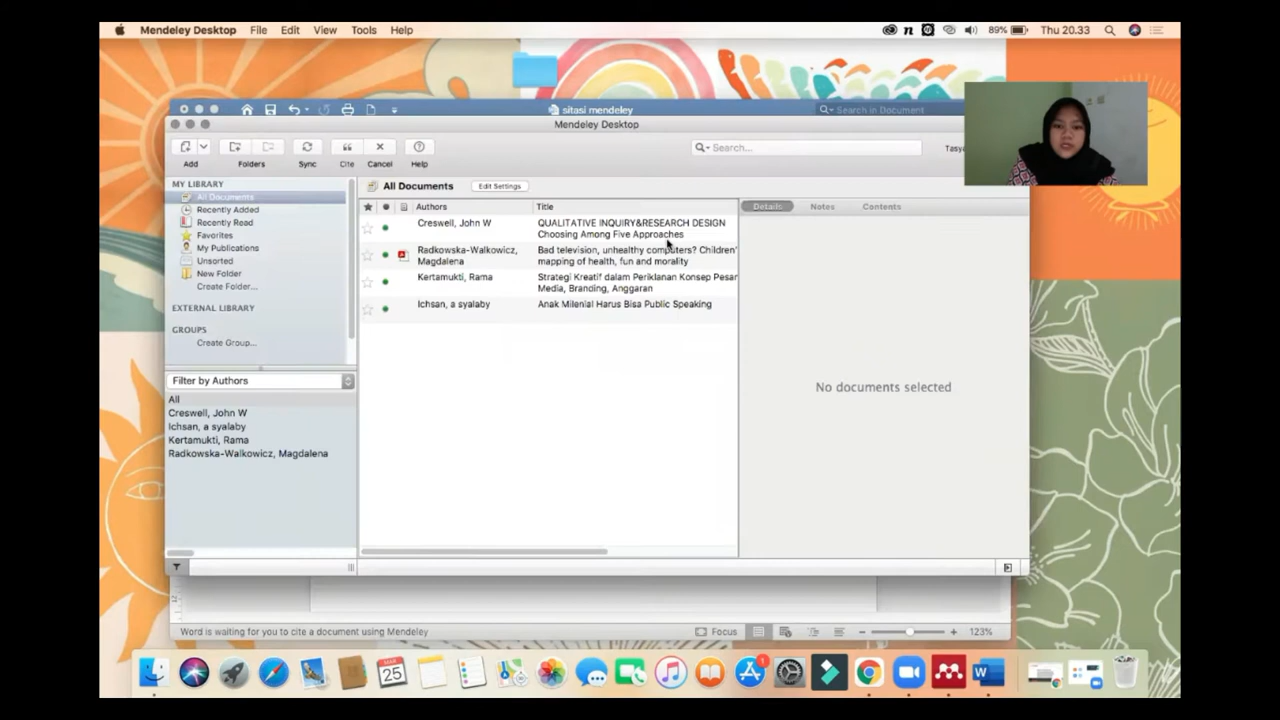 Mendeley Desktop File Edit View Tools Help
89% Thu 20.33
sitasi mendeley
Search in Document
Mendeley Desktop
Add Folders Sync Cite Cancel Help
Search...
MY LIBRARY
All Documents
Recently Added
Recently Read
Favorites
My Publications
Unsorted
New Folder
Create Folder...
EXTERNAL LIBRARY
GROUPS
Create Group...
Filter by Authors
All
Creswell, John W
Ichsan, a syalaby
Kertamukti, Rama
Radkowska-Walkowicz, Magdalena
All Documents Edit Settings
Authors Title
Creswell, John W QUALITATIVE INQUIRY&RESEARCH DESIGN
Choosing Among Five Approaches
Radkowska-Walkowicz, Bad television, unhealthy computers? Children'
Magdalena mapping of health, fun and morality
Kertamukti, Rama Strategi Kreatif dalam Periklanan Konsep Pesan
Media, Branding, Anggaran
Ichsan, a syalaby Anak Milenial Harus Bisa Public Speaking
Details Notes Contents
No documents selected
Word is waiting for you to cite a document using Mendeley
Focus
123%
MAR
25
1